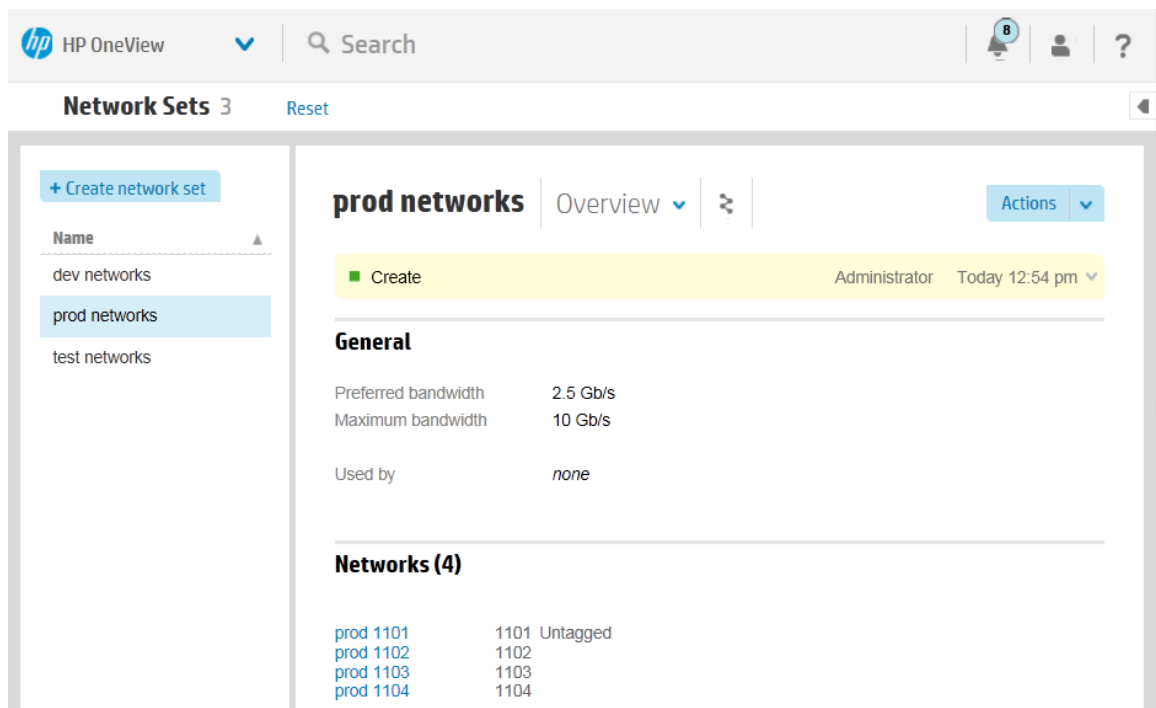 hp HP OneView Search 8 ?
Network Sets 3 Reset
+ Create network set
Name
dev networks
prod networks
test networks
prod networks Overview Actions
Create Administrator Today 12:54 pm
General
Preferred bandwidth 2.5 Gb/s
Maximum bandwidth 10 Gb/s
Used by none
Networks (4)
prod 1101 1101 Untagged
prod 1102 1102
prod 1103 1103
prod 1104 1104